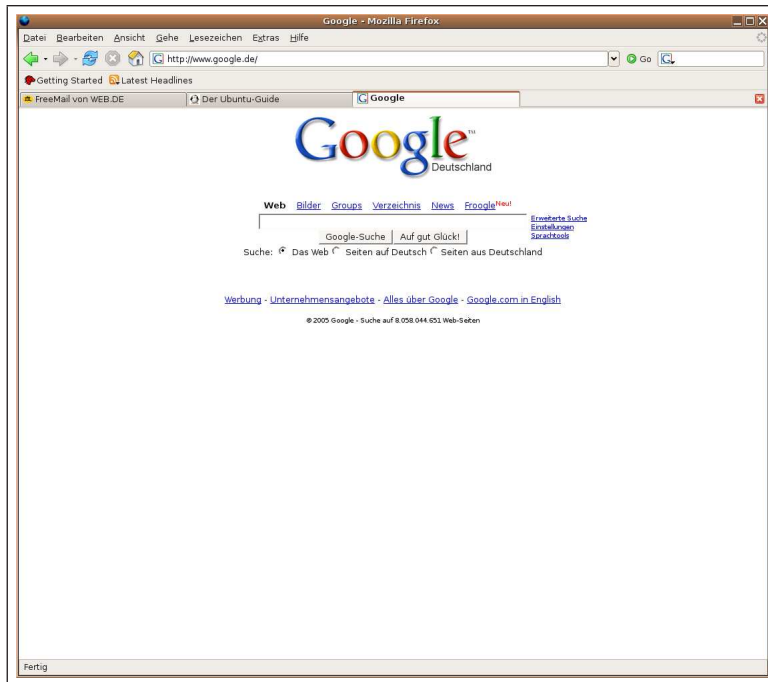 Google - Mozilla Firefox
Datei Bearbeiten Ansicht Gehe Lesezeichen Extras Hilfe
http://www.google.de/ Go
Getting Started Latest Headlines
FreeMail von WEB.DE Der Ubuntu-Guide Google
Google™
Deutschland
Web Bilder Groups Verzeichnis News Froogle Neu!
Erweiterte Suche
Einstellungen
Sprachtools
Google-Suche Auf gut Glück!
Suche: Das Web Seiten auf Deutsch Seiten aus Deutschland
Werbung - Unternehmensangebote - Alles über Google - Google.com in English
© 2005 Google - Suche auf 8.058.044.651 Web-Seiten
Fertig